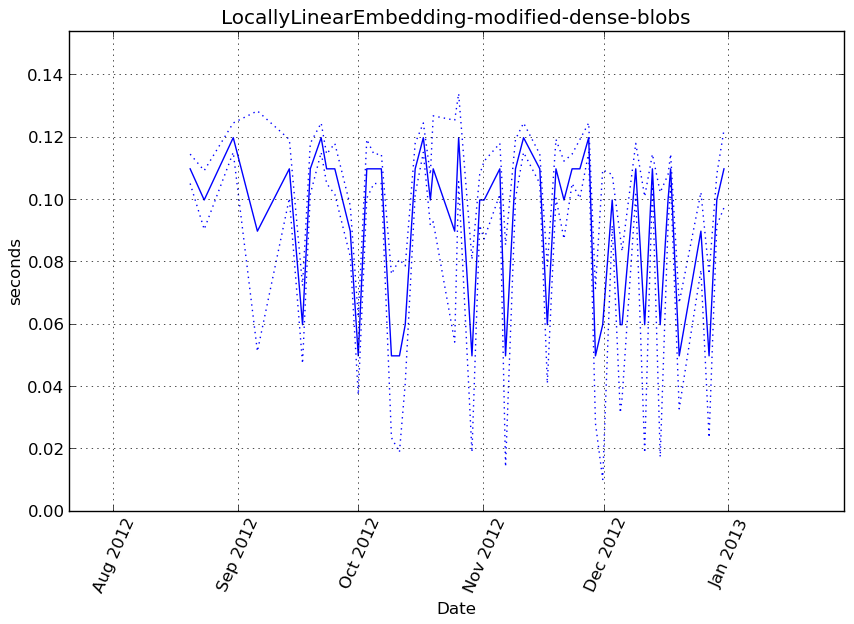 LocallyLinearEmbedding-modified-dense-blobs
0.14
0.12
0.10
0.08
0.06
0.04
0.02
0.00
seconds
Aug 2012
Sep 2012
Oct 2012
Nov 2012
Dec 2012
Jan 2013
Date